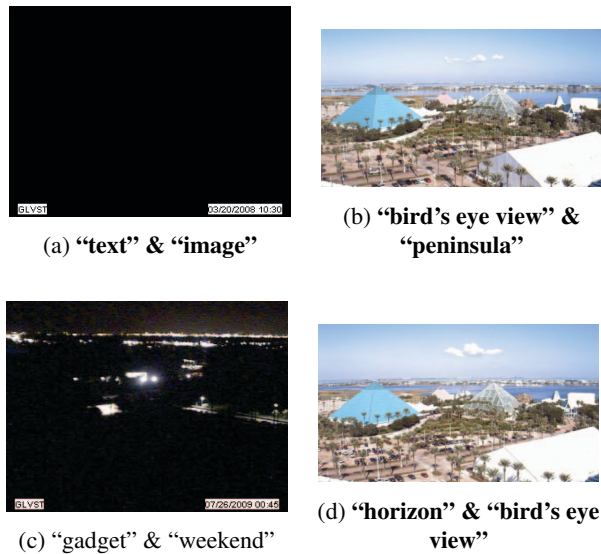 GLVST 03/20/2008 10:30
(a) “text” & “image”
(b) “bird’s eye view” &
“peninsula”
GLVST 07/26/2009 00:45
(c) “gadget” & “weekend”
(d) “horizon” & “bird’s eye
view”